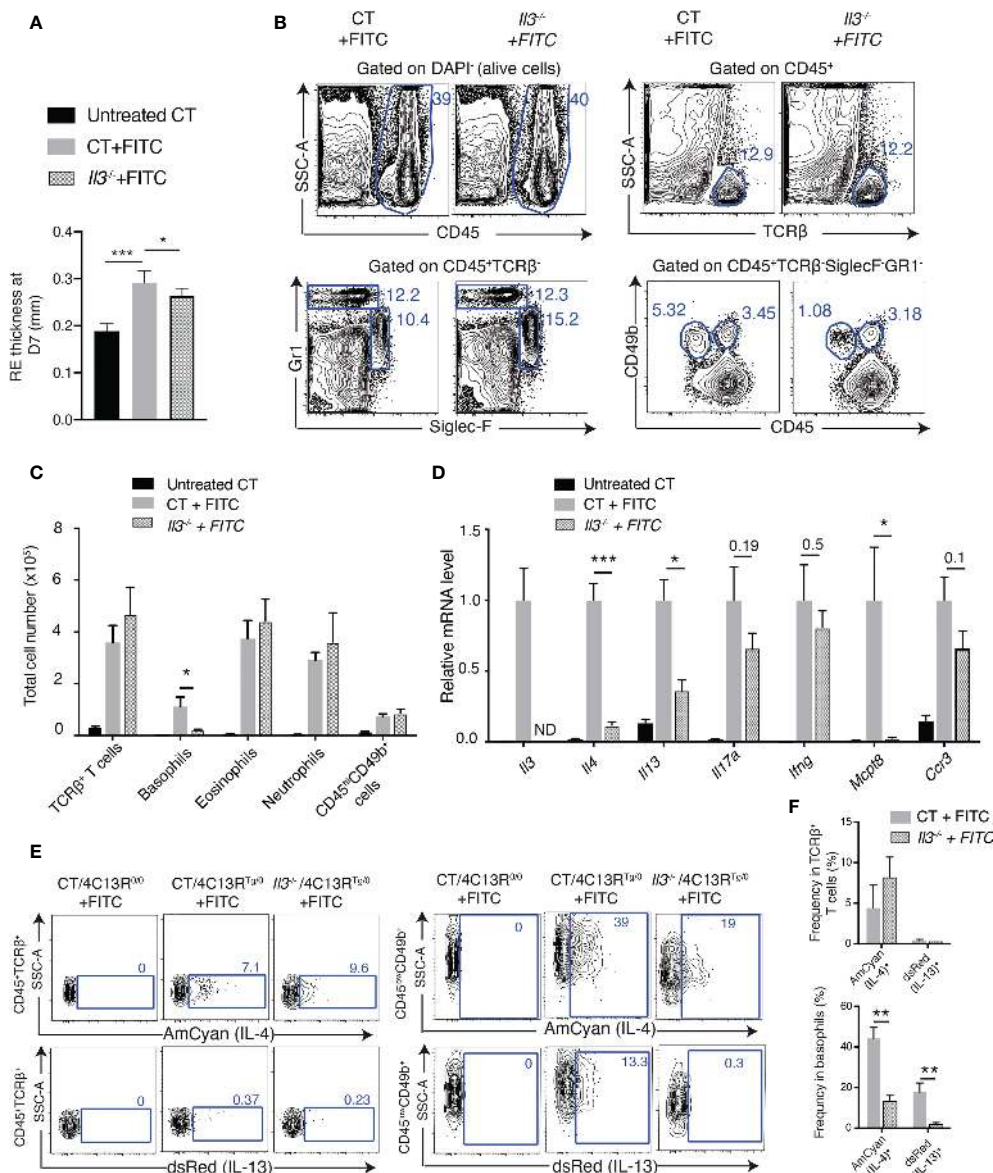 A
Untreated CT
CT+FITC
Il3-/-+FITC
RE thickness at
D7 (mm)
0.4
0.3
0.2
0.1
0.0
***
*
B
CT
+FITC
Il3-/-
+FITC
CT
+FITC
Il3-/-
+FITC
Gated on DAPI- (alive cells)
Gated on CD45+
SSC-A
39
40
CD45
SSC-A
12.9
12.2
TCRβ
Gated on CD45+TCRβ-
Gated on CD45+TCRβ-SiglecF-GR1-
Gr1
12.2
10.4
12.3
15.2
Siglec-F
CD49b
5.32
3.45
1.08
3.18
CD45
C
Untreated CT
CT + FITC
Il3-/- + FITC
Total cell number (x10⁵)
8
6
4
2
0
*
TCRβ+ T cells
Basophils
Eosinophils
Neutrophils
CD45loCD49b+
cells
D
Untreated CT
CT + FITC
Il3-/- + FITC
Relative mRNA level
1.5
1.0
0.5
0.0
ND
***
*
0.19
0.5
*
0.1
Il3
Il4
Il13
Il17a
Ifng
Mcpt8
Ccr3
E
CT/4C13R0/0
+FITC
CT/4C13RTg/0
+FITC
Il3-/-/4C13RTg/0
+FITC
CT/4C13R0/0
+FITC
CT/4C13RTg/0
+FITC
Il3-/-/4C13RTg/0
+FITC
CD45+TCRβ+
SSC-A
0
7.1
9.6
AmCyan (IL-4)
SSC-A
0
39
19
AmCyan (IL-4)
CD45+TCRβ+
SSC-A
0
0.37
0.23
dsRed (IL-13)
SSC-A
0
13.3
0.3
dsRed (IL-13)
F
CT + FITC
Il3-/- + FITC
Frequency in TCRβ+
T cells (%)
15
10
5
0
AmCyan
(IL-4)+
dsRed
(IL-13)+
Frequency in basophils (%)
60
40
20
0
**
**
AmCyan
(IL-4)+
dsRed
(IL-13)+